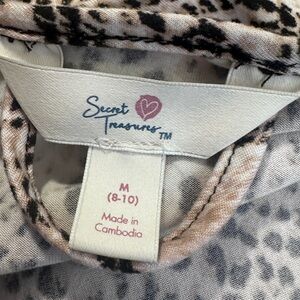 Secret
Treasures™
M
(8-10)
Made in
Cambodia